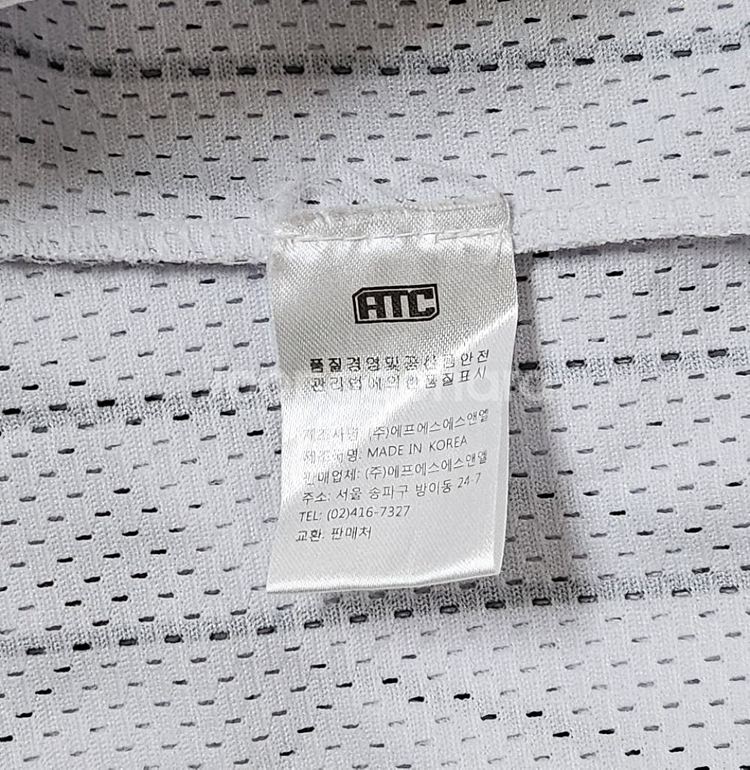 ATC
품질경영및공산품안전
관리법에의한품질표시
제조사명: (주)에프에스에스앤엘
제조국명: MADE IN KOREA
판매업체: (주)에프에스에스앤엘
주소: 서울 송파구 방이동 24-7
TEL: (02)416-7327
교환: 판매처